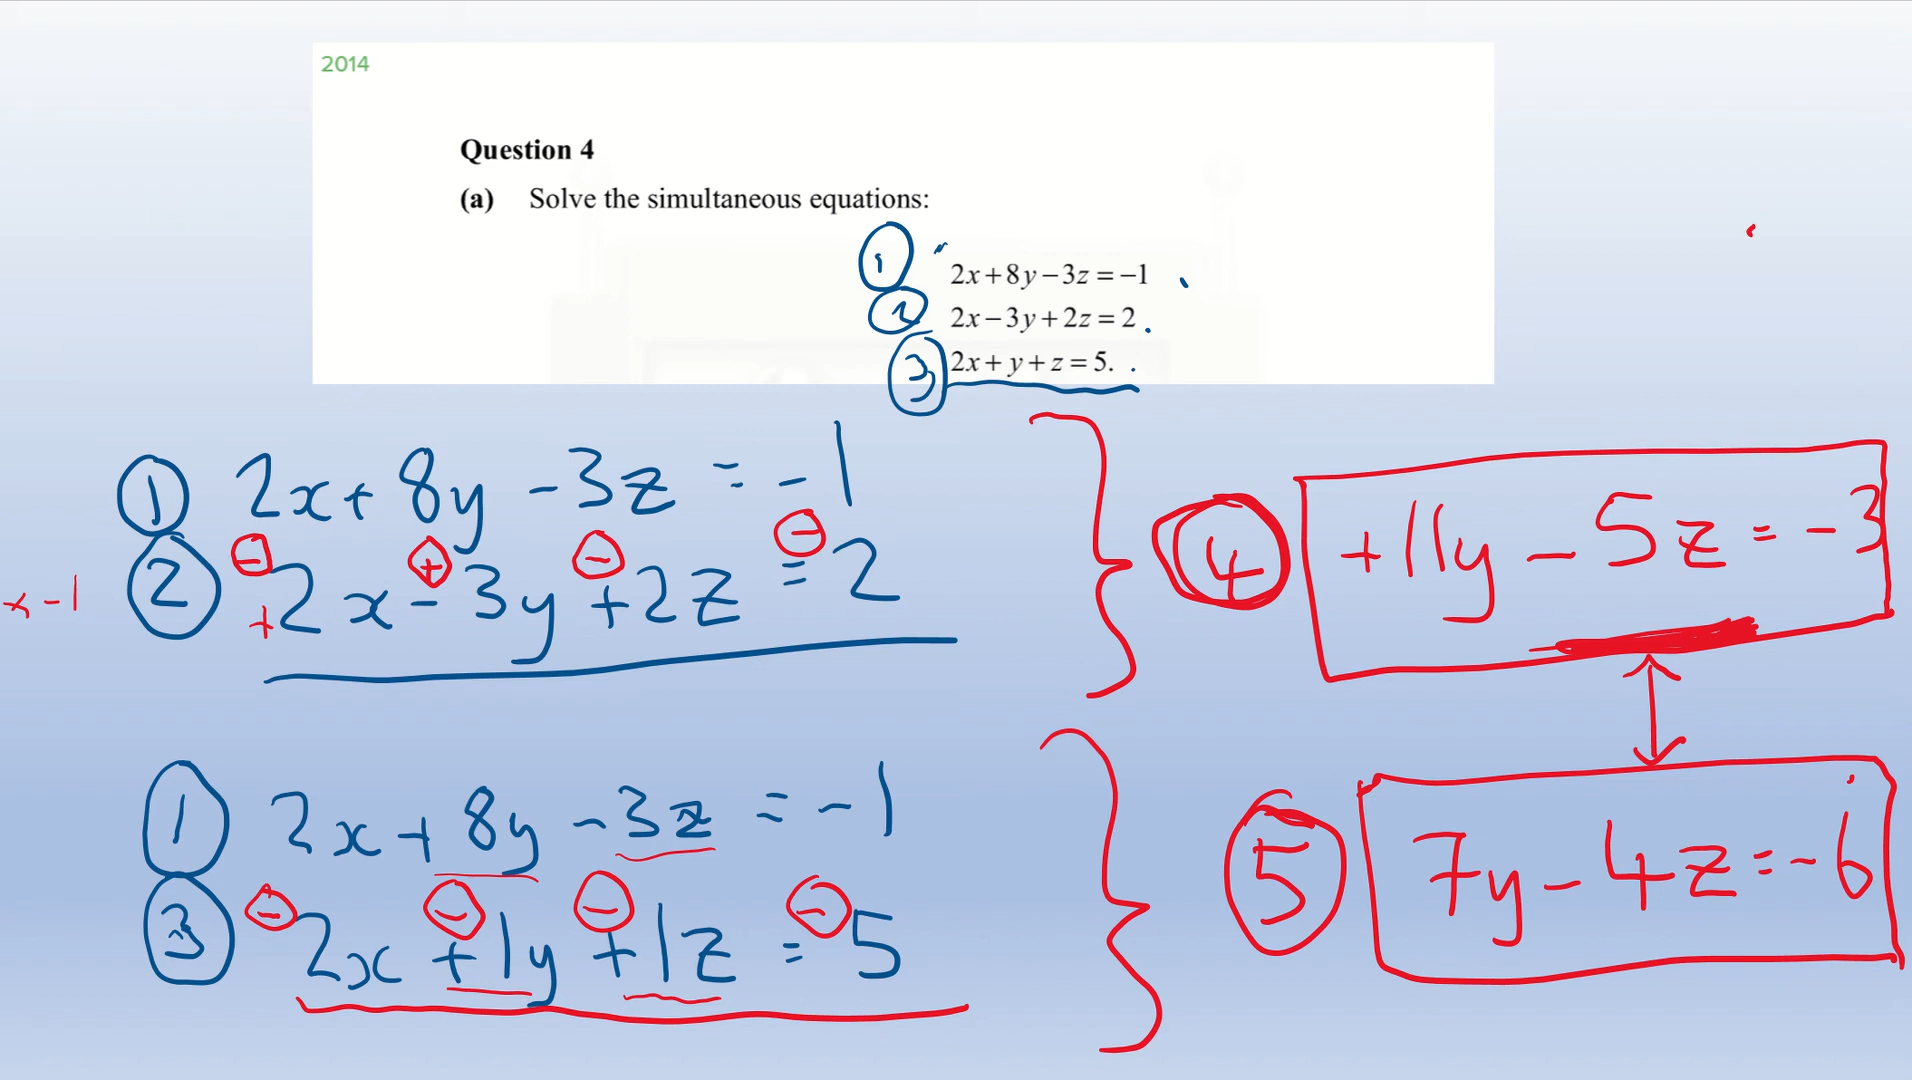 2014
Question 4
(a) Solve the simultaneous equations:
1 2x+8y−3z=−1
2 2x−3y+2z=2
3 2x+y+z=5.
1 2x+8y-3z=-1
- + - -
x-1 2 +2x-3y+2z=2
4 +11y-5z=-3
1 2x+8y-3z=-1
- - - -
3 2x+1y+1z=5
5 7y-4z=-6